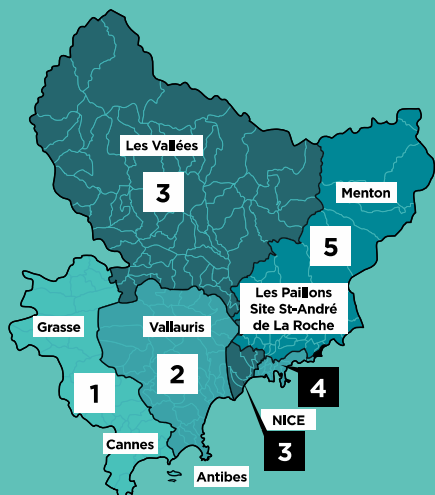 Les Vallées
3
Menton
5
Les Paillons
Site St-André
de La Roche
Grasse
Vallauris
1
2
4
NICE
3
Cannes
Antibes